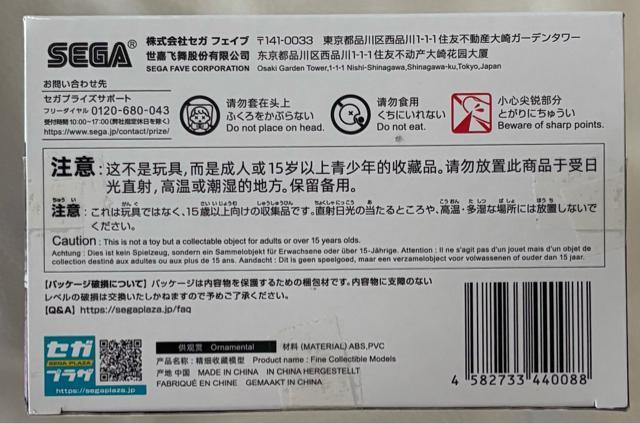 SEGA
株式会社セガ フェイブ 〒141-0033 東京都品川区西品川1-1-1住友不動産大崎ガーデンタワー
世嘉飞舞股份有限公司 东京都品川区西品川1-1-1住友不动产大崎花园大厦
SEGA FAVE CORPORATION Osaki Garden Tower,1-1-1 Nishi-Shinagawa,Shinagawa-ku,Tokyo,Japan
お問い合わせ先
セガプライズサポート
フリーダイヤル 0120-680-043
受付時間 10:00~17:00(弊社指定休日を除く)
https://www.sega.jp/contact/prize/
请勿套在头上
ふくろをかぶらない
Do not place on head.
请勿食用
くちにいれない
Do not eat.
小心尖锐部分
とがりにちゅうい
Beware of sharp points.
注意：这不是玩具，而是成人或15岁以上青少年的收藏品。请勿放置此商品于受日
光直射，高温或潮湿的地方。保留备用。
注意：これは玩具ではなく、15歳以上向けの収集品です。直射日光の当たるところや、高温・多湿な場所には放置しないで
ください。
Caution : This is not a toy but a collectable object for adults or over 15 years olds.
Achtung : Dies ist kein Spielzeug, sondern ein Sammelobjekt für Erwachsene oder über 15-Jährige. Attention : Il ne s'agit pas d'un jouet mais d'un objet de
collection destiné aux adultes ou aux plus de 15 ans. Aandacht : Dit is geen speelgoed, maar een verzamelobject voor volwassenen of ouder dan 15 jaar.
【パッケージ破損について】パッケージは内容物を保護するための梱包材です。内容物に支障のない
レベルの破損は交換いたしかねますので予めご了承ください。
【Q&A】https://segaplaza.jp/faq
セガ
SEGA PLAZA
プラザ
https://segaplaza.jp
供观赏 Ornamental 材料 (MATERIAL) ABS,PVC
产品名称：精细收藏模型 Product name : Fine Collectible Models
产地 中国 MADE IN CHINA IN CHINA HERGESTELLT
FABRIQUÉ EN CHINE GEMAAKT IN CHINA
4 582733 440088